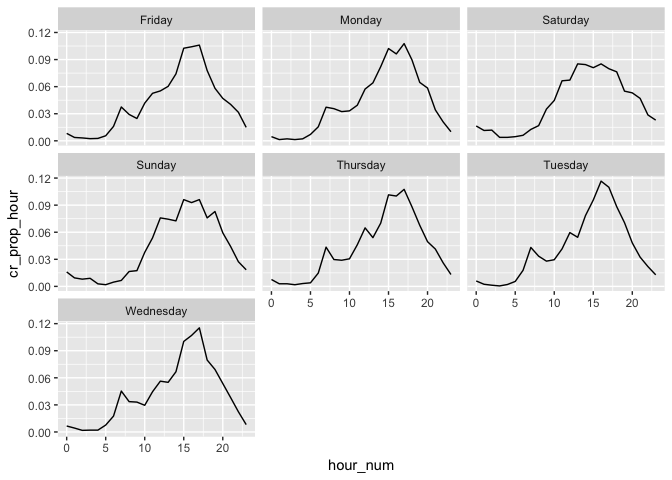 Friday
Monday
Saturday
0.12
0.09
0.06
0.03
0.00
Sunday
Thursday
Tuesday
0.12
0.09
0.06
0.03
0.00
0 5 10 15 20
0 5 10 15 20
Wednesday
0.12
0.09
0.06
0.03
0.00
0 5 10 15 20
cr_prop_hour
hour_num